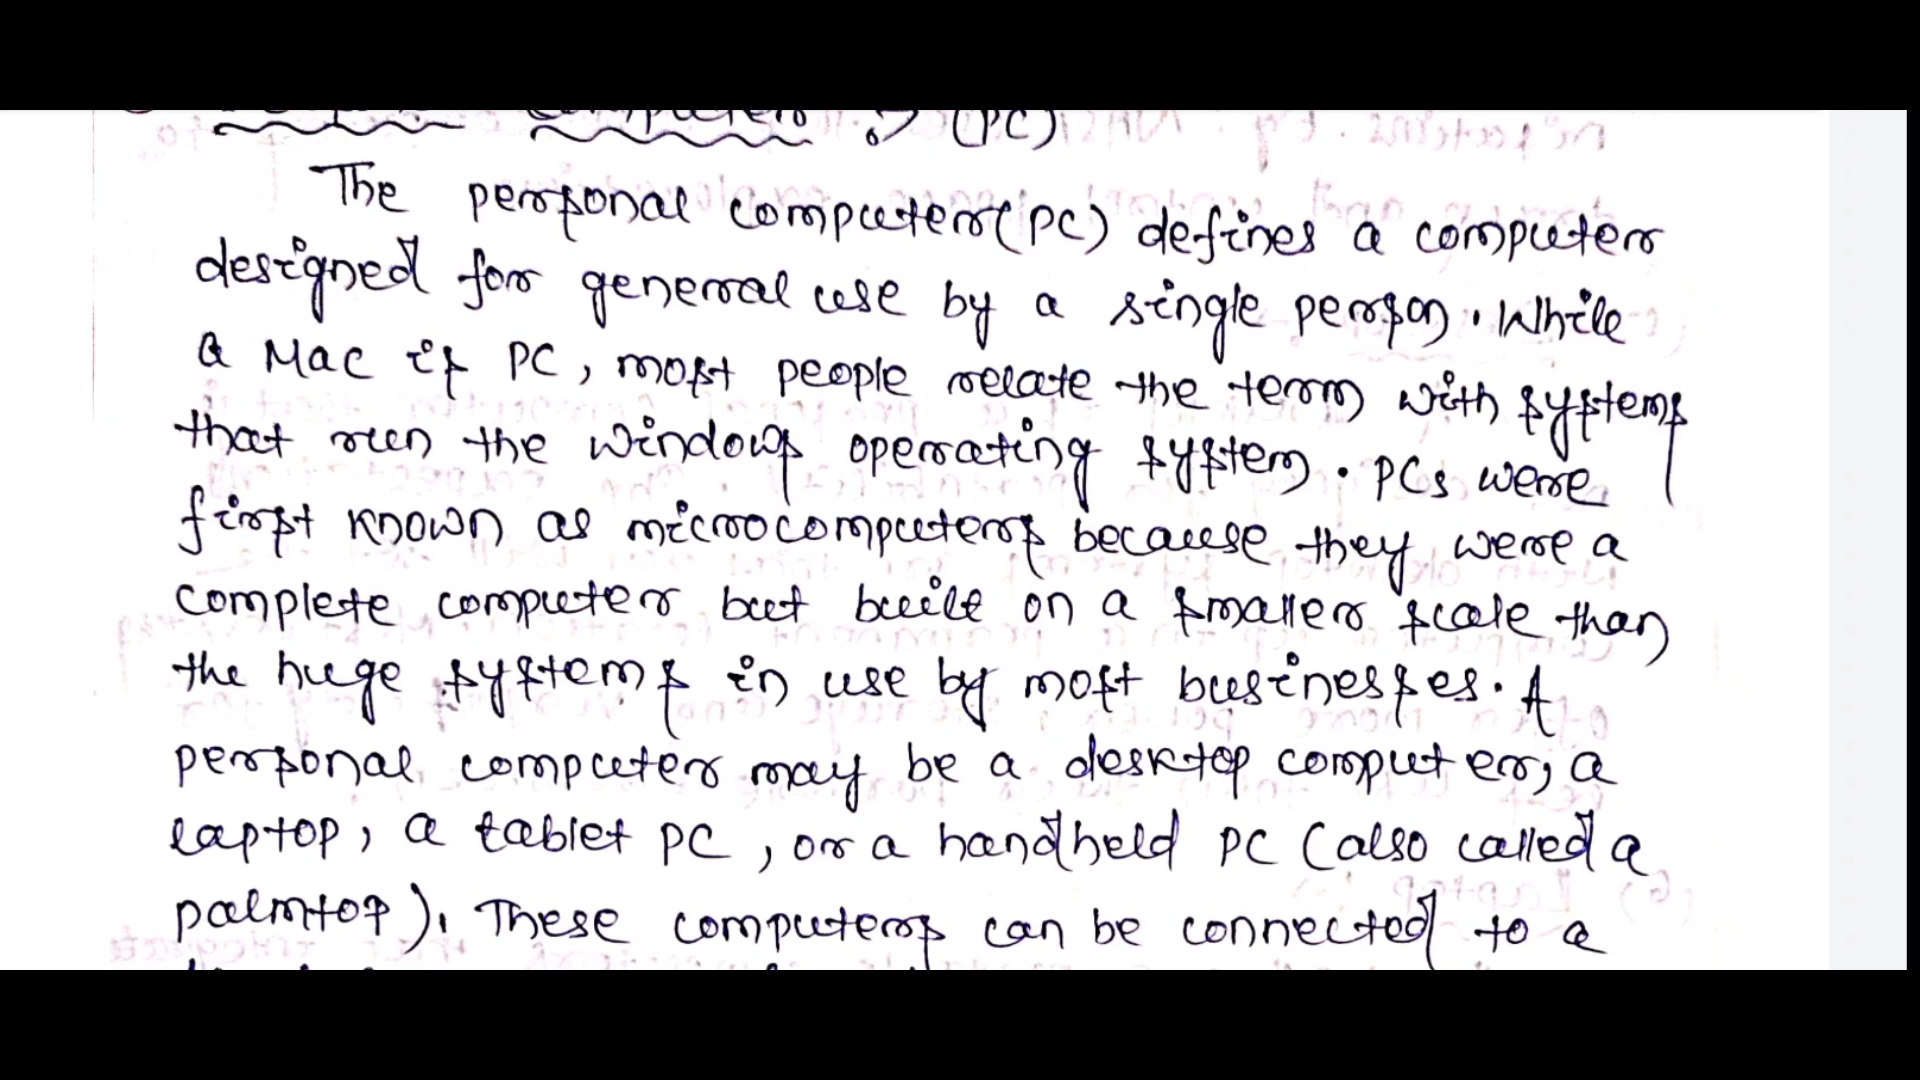 computer :> (PC)
The personal computer(PC) defines a computer
designed for general use by a single person. While
a Mac is PC, most people relate the term with systems
that run the windows operating system. PCs were
first known as microcomputers because they were a
complete computer but built on a smaller scale than
the huge systems in use by most businesses. A
personal computer may be a desktop computer, a
laptop, a tablet PC, or a handheld PC (also called a
palmtop). These computers can be connected to a